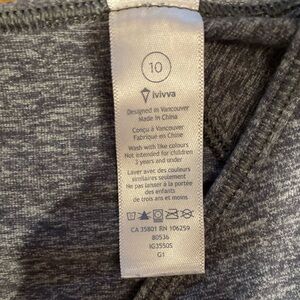 10
ivivva
Designed in Vancouver
Made in China
Conçu à Vancouver
Fabriqué en Chine
Wash with like colours
Not intended for children
3 years and under
Laver avec des couleurs
similaires seulement
Ne pas laisser à la portée
des enfants
de trois ans et moins
CA 35801 RN 106259
80536
IG3550S
G1